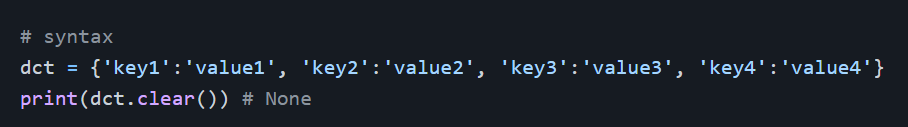 # syntax
dct = {'key1':'value1', 'key2':'value2', 'key3':'value3', 'key4':'value4'}
print(dct.clear()) # None